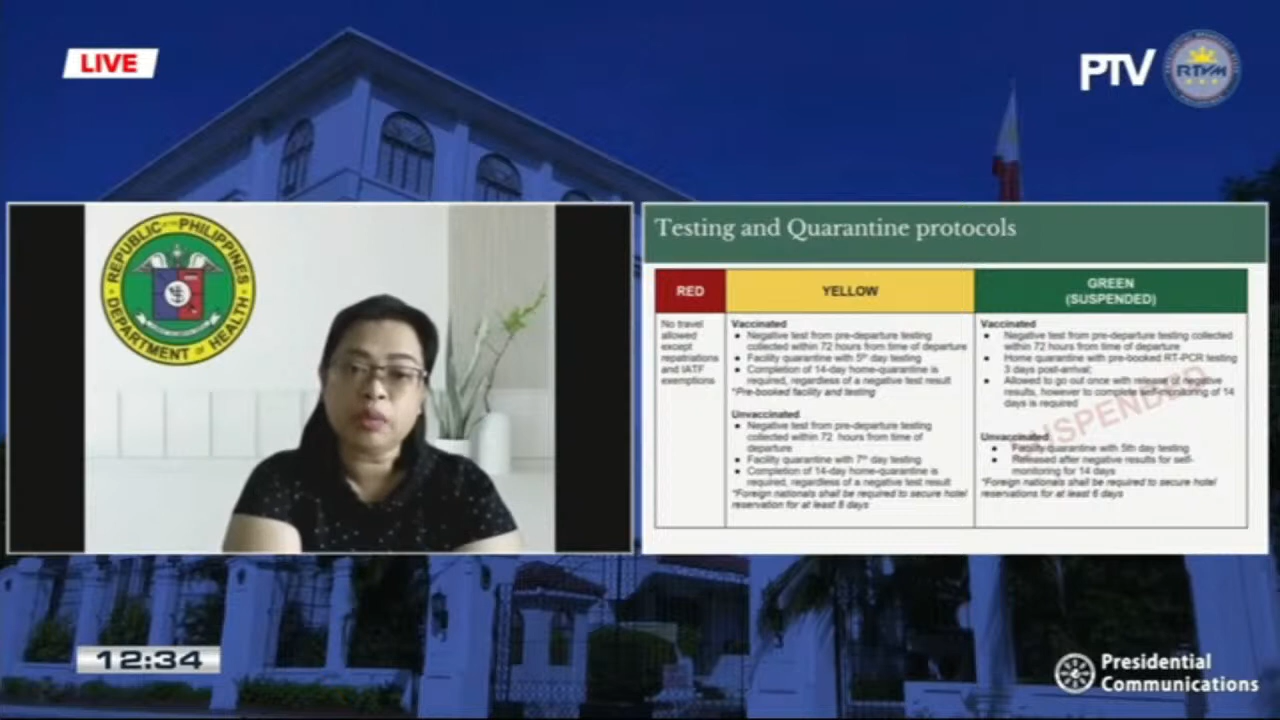 LIVE
PTV
RTVM
REPUBLIC OF THE PHILIPPINES
DEPARTMENT OF HEALTH
Testing and Quarantine protocols
RED
YELLOW
GREEN
(SUSPENDED)
No travel
allowed
except
repatriations
and IATF
exemptions
Vaccinated
• Negative test from pre-departure testing
collected within 72 hours from time of departure
• Facility quarantine with 5th day testing
• Completion of 14-day home-quarantine is
required, regardless of a negative test result
*Pre-booked facility and testing
Unvaccinated
• Negative test from pre-departure testing
collected within 72 hours from time of
departure
• Facility quarantine with 7th day testing
• Completion of 14-day home-quarantine is
required, regardless of a negative test result
*Foreign nationals shall be required to secure hotel
reservation for at least 8 days
Vaccinated
• Negative test from pre-departure testing collected
within 72 hours from time of departure
• Home quarantine with pre-booked RT-PCR testing
3 days post-arrival;
• Allowed to go out once with release of negative
results, however to complete self-monitoring of 14
days is required
SUSPENDED
Unvaccinated
• Facility quarantine with 5th day testing
• Released after negative results for self-
monitoring for 14 days
*Foreign nationals shall be required to secure hotel
reservations for at least 6 days
12:34
Presidential
Communications